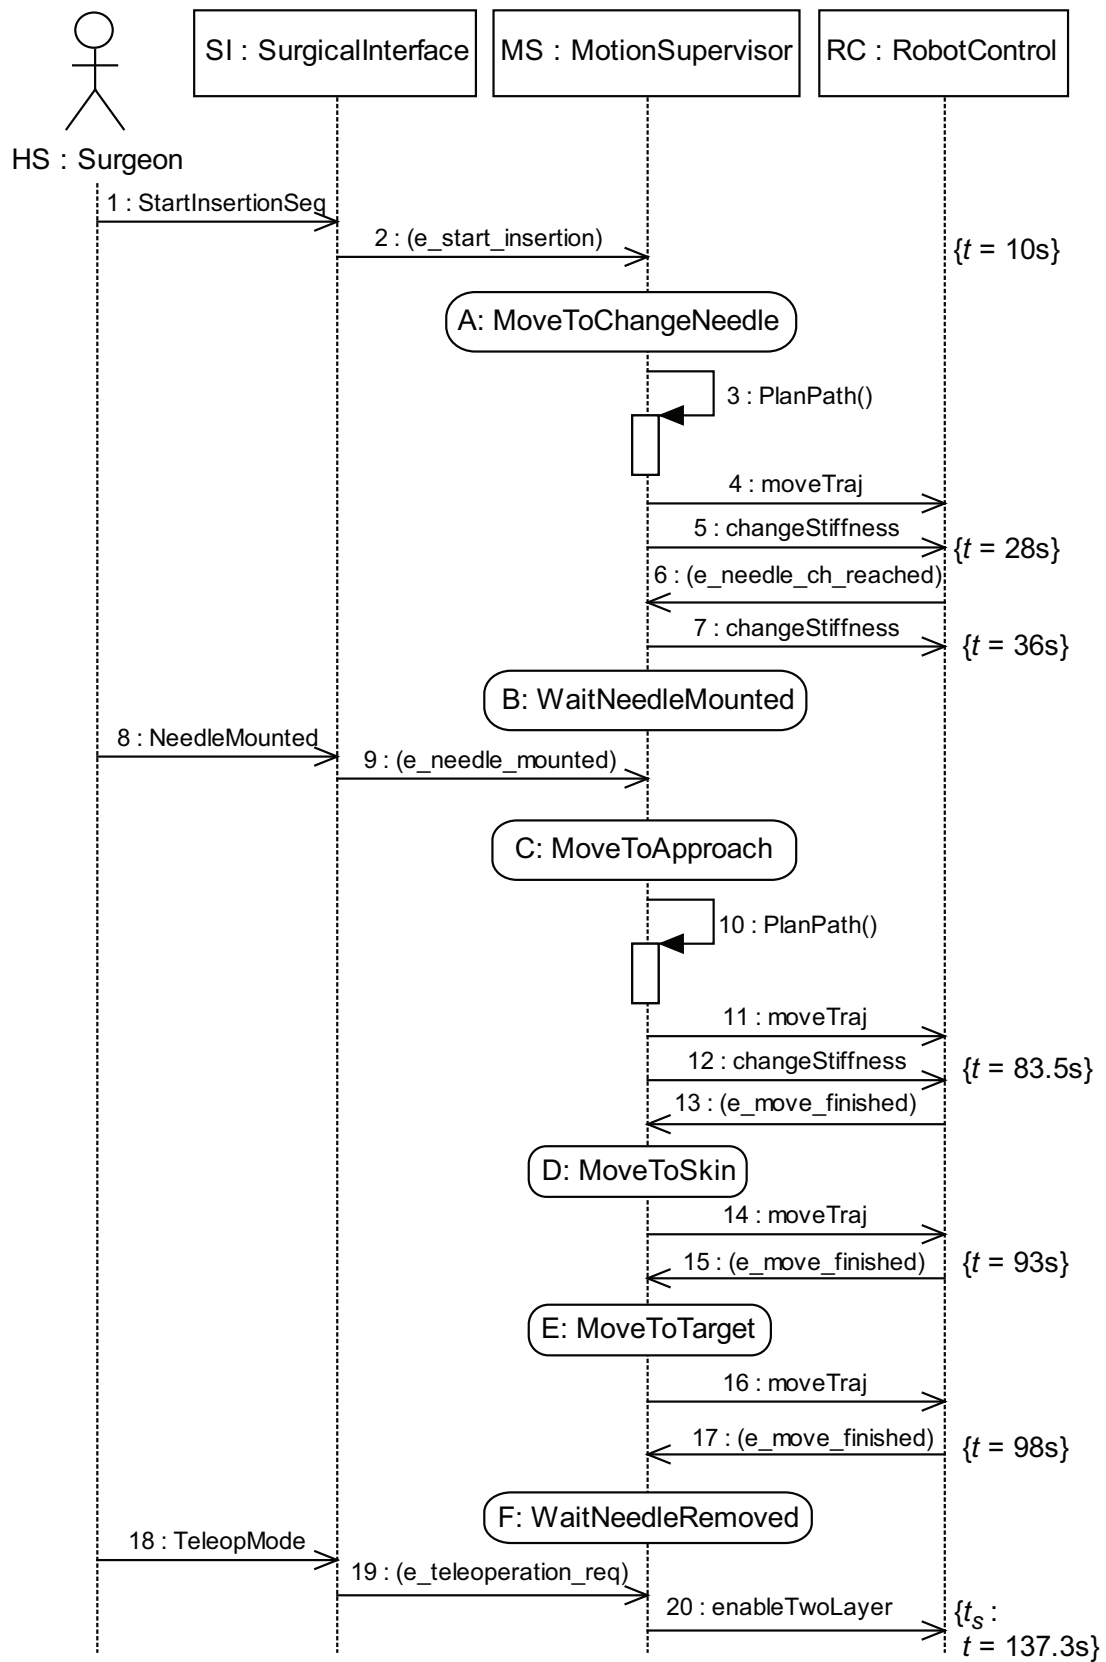 SI : SurgicalInterface
MS : MotionSupervisor
RC : RobotControl
HS : Surgeon
1 : StartInsertionSeq
2 : (e_start_insertion)
{t = 10s}
A: MoveToChangeNeedle
3 : PlanPath()
4 : moveTraj
5 : changeStiffness
{t = 28s}
6 : (e_needle_ch_reached)
7 : changeStiffness
{t = 36s}
B: WaitNeedleMounted
8 : NeedleMounted
9 : (e_needle_mounted)
C: MoveToApproach
10 : PlanPath()
11 : moveTraj
12 : changeStiffness
{t = 83.5s}
13 : (e_move_finished)
D: MoveToSkin
14 : moveTraj
15 : (e_move_finished)
{t = 93s}
E: MoveToTarget
16 : moveTraj
17 : (e_move_finished)
{t = 98s}
F: WaitNeedleRemoved
18 : TeleopMode
19 : (e_teleoperation_req)
20 : enableTwoLayer
{ts :
t = 137.3s}